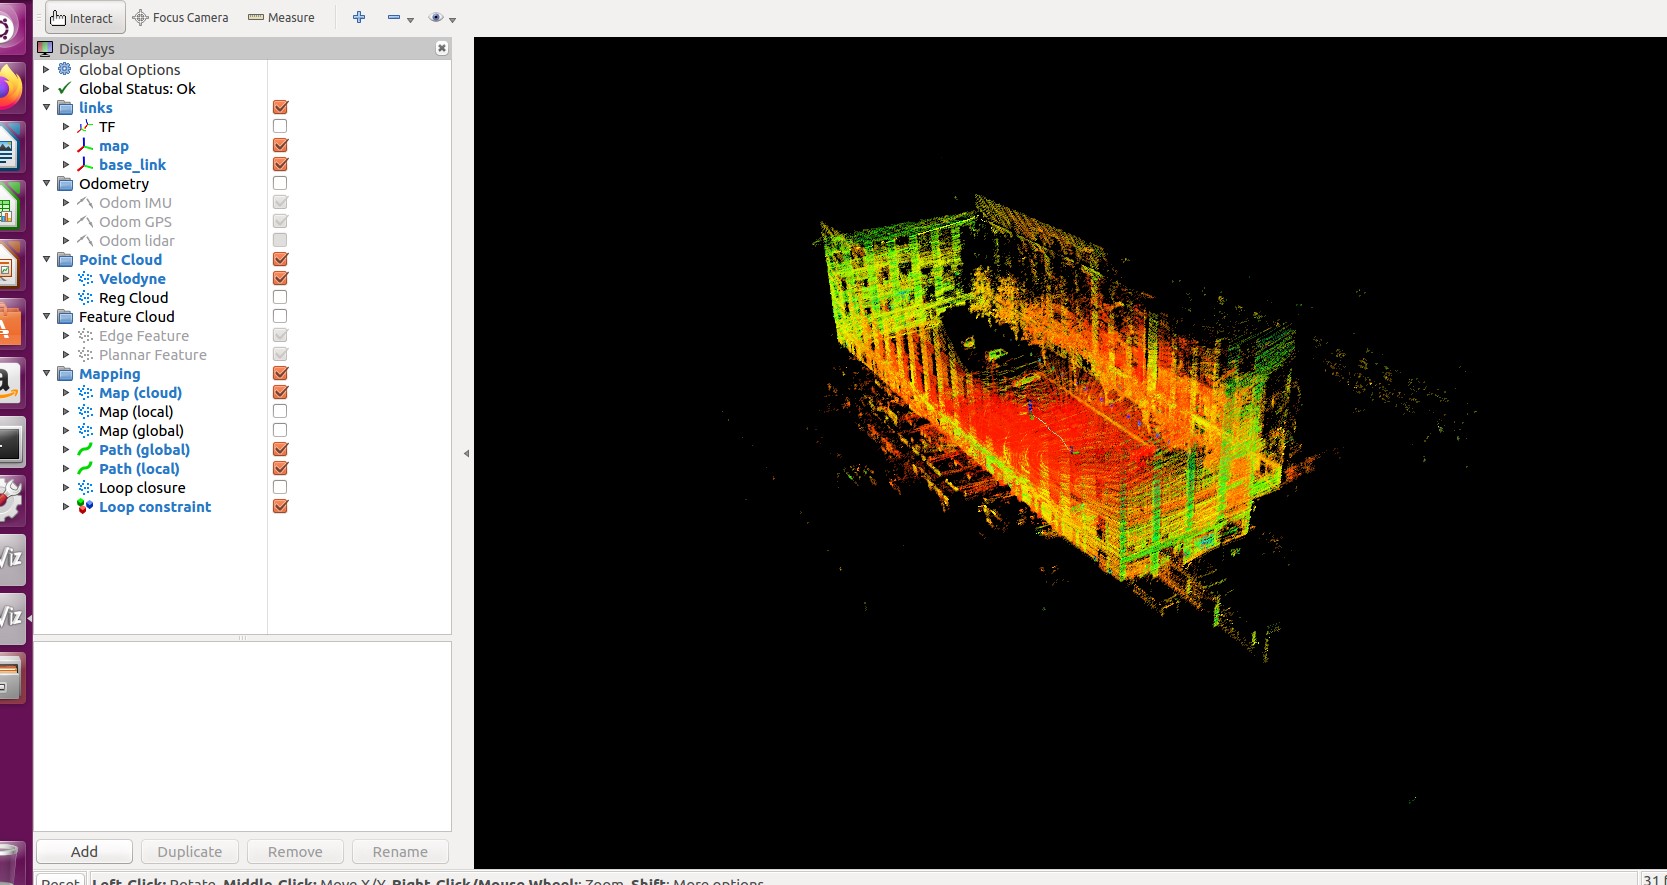 Interact Focus Camera Measure
Displays
Global Options
Global Status: Ok
links
TF
map
base_link
Odometry
Odom IMU
Odom GPS
Odom lidar
Point Cloud
Velodyne
Reg Cloud
Feature Cloud
Edge Feature
Plannar Feature
Mapping
Map (cloud)
Map (local)
Map (global)
Path (global)
Path (local)
Loop closure
Loop constraint
Add Duplicate Remove Rename
Reset Left-Click: Rotate. Middle-Click: Move X/Y. Right-Click/Mouse Wheel:: Zoom. Shift: More options. 31 f